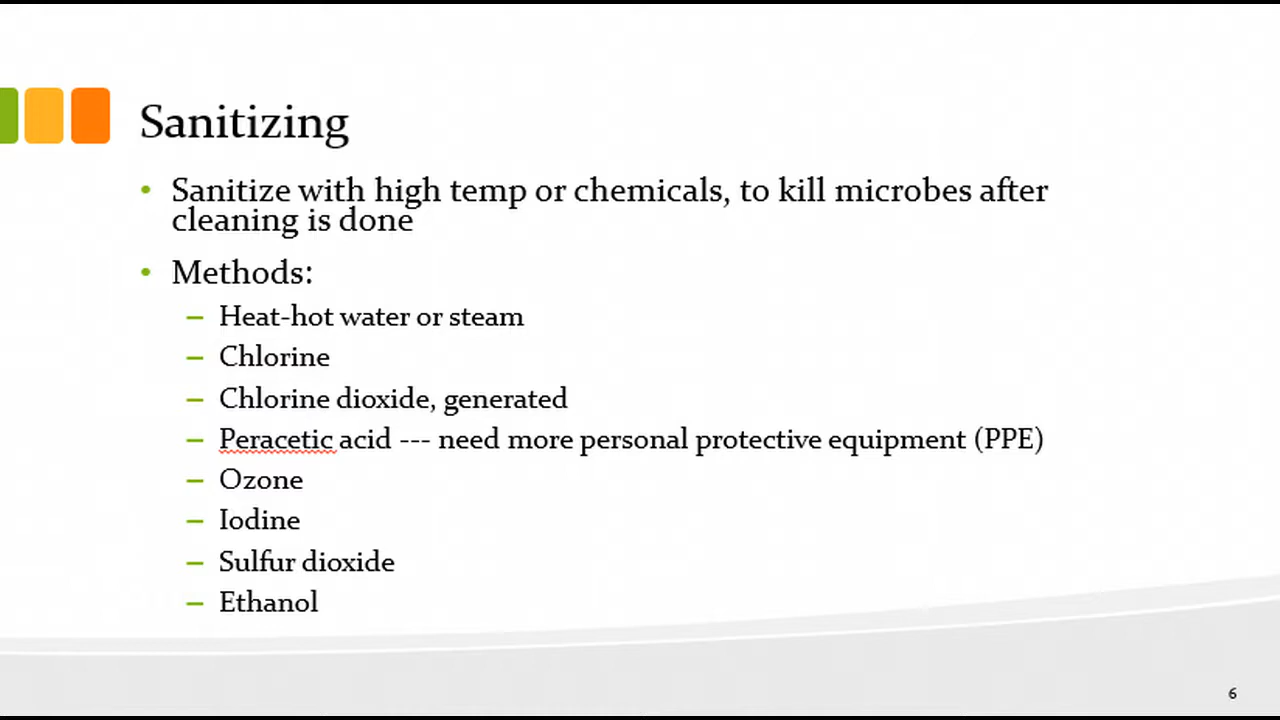 Sanitizing
• Sanitize with high temp or chemicals, to kill microbes after
cleaning is done
• Methods:
– Heat-hot water or steam
– Chlorine
– Chlorine dioxide, generated
– Peracetic acid --- need more personal protective equipment (PPE)
– Ozone
– Iodine
– Sulfur dioxide
– Ethanol
6